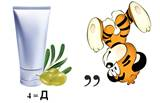 4 = Д ,,